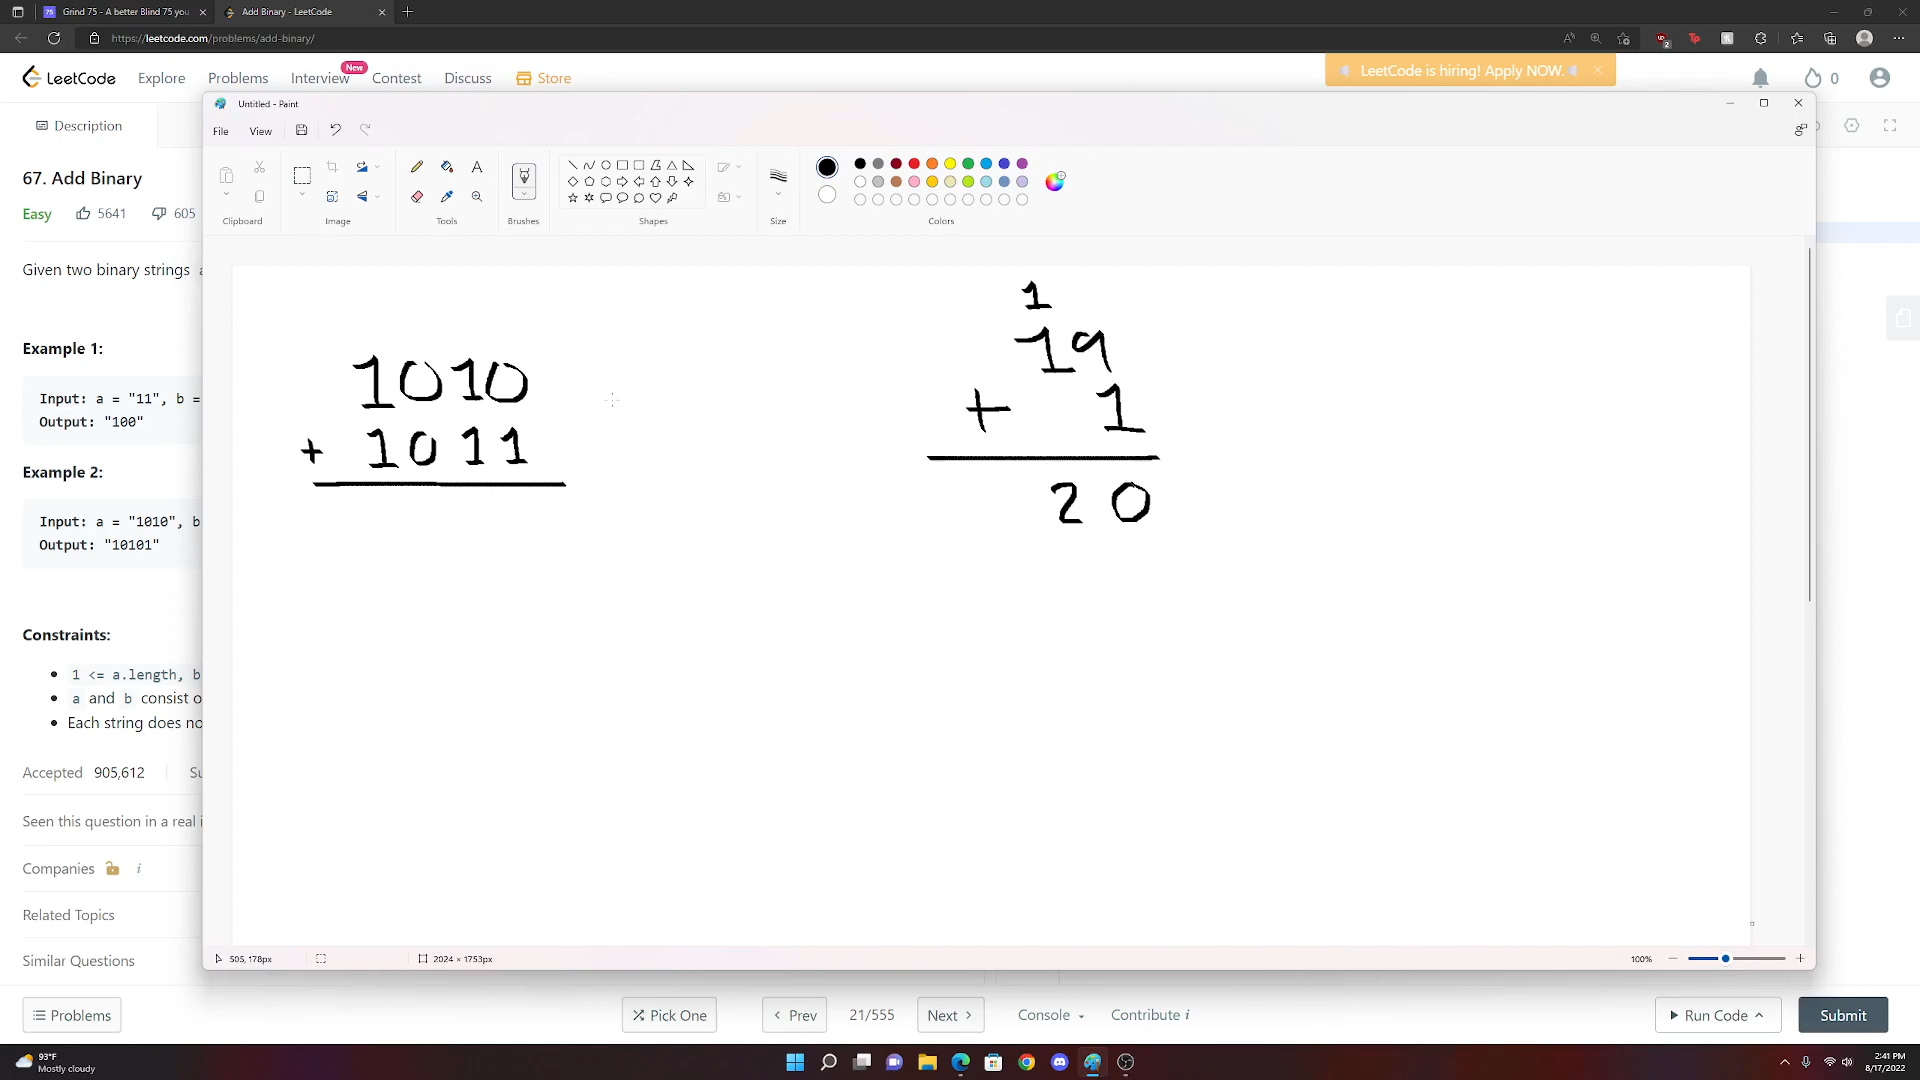 Grind 75 - A better Blind 75 you
Add Binary - LeetCode
https://leetcode.com/problems/add-binary/
LeetCode
Explore
Problems
Interview
New
Contest
Discuss
Store
LeetCode is hiring! Apply NOW.
0
Description
67. Add Binary
Easy
5641
605
Given two binary strings
Example 1:
Input: a = "11", b =
Output: "100"
Example 2:
Input: a = "1010", b
Output: "10101"
Constraints:
1 <= a.length, b
a and b consist o
Each string does no
Accepted 905,612
Seen this question in a real i
Companies
i
Related Topics
Similar Questions
Untitled - Paint
File
View
Clipboard
Image
Tools
Brushes
Shapes
Size
Colors
1010
+ 1011
1
19
+ 1
20
505, 178px
2024 × 1753px
100%
Problems
Pick One
Prev
21/555
Next
Console
Contribute i
Run Code
Submit
93°F
Mostly cloudy
2:41 PM
8/17/2022